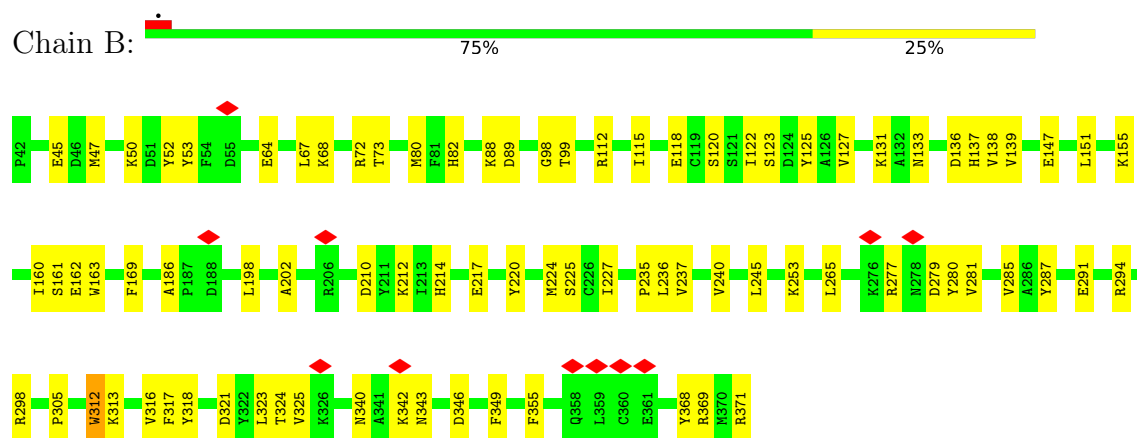 Chain B:
75% 25%
P42 E45 D46 M47 K50 D51 Y52 Y53 F54 D55 E64 L67 K68 R72 T73 M80 F81 H82 K88 D89 G98 T99 R112 I115 E118 C119 S120 S121 I122 S123 D124 Y125 A126 V127 K131 A132 N133 D136 H137 V138 V139 E147 L151 K155
I160 S161 E162 W163 F169 A186 P187 D188 L198 A202 R206 D210 Y211 K212 I213 H214 E217 Y220 M224 S225 C226 I227 P235 L236 V237 V240 L245 K253 L265 K276 R277 N278 D279 Y280 V281 V285 A286 Y287 E291 R294
R298 P305 W312 K313 V316 F317 Y318 D321 Y322 L323 T324 V325 K326 N340 A341 K342 N343 D346 F349 F355 Q358 L359 C360 E361 Y368 R369 M370 R371